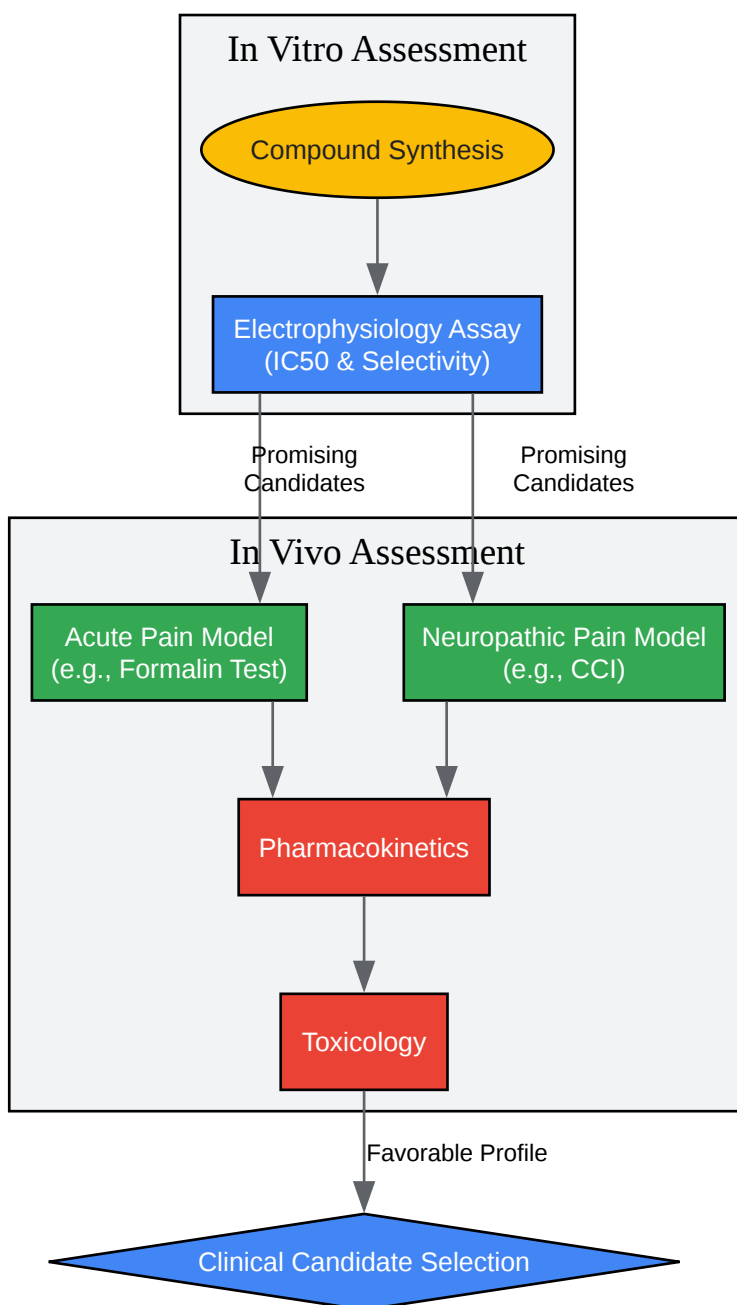 In Vitro Assessment
Compound Synthesis
Electrophysiology Assay
(IC50 & Selectivity)
Promising
Candidates
Promising
Candidates
In Vivo Assessment
Acute Pain Model
(e.g., Formalin Test)
Neuropathic Pain Model
(e.g., CCI)
Pharmacokinetics
Toxicology
Favorable Profile
Clinical Candidate Selection